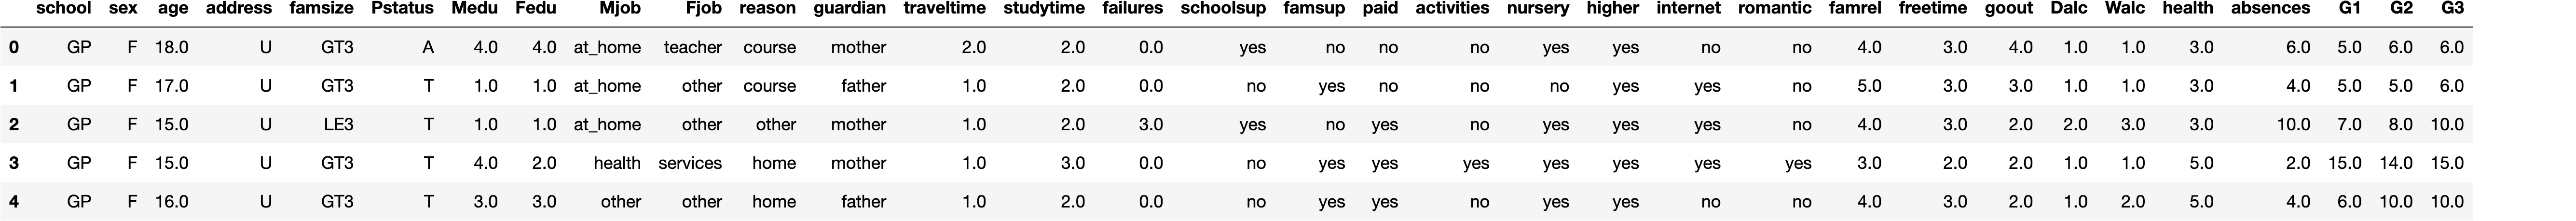 school sex age address famsize Pstatus Medu Fedu Mjob Fjob reason guardian traveltime studytime failures schoolsup famsup paid activities nursery higher internet romantic famrel freetime goout Dalc Walc health absences G1 G2 G3
0 GP F 18.0 U GT3 A 4.0 4.0 at_home teacher course mother 2.0 2.0 0.0 yes no no no yes yes no no 4.0 3.0 4.0 1.0 1.0 3.0 6.0 5.0 6.0 6.0
1 GP F 17.0 U GT3 T 1.0 1.0 at_home other course father 1.0 2.0 0.0 no yes no no no yes yes no 5.0 3.0 3.0 1.0 1.0 3.0 4.0 5.0 5.0 6.0
2 GP F 15.0 U LE3 T 1.0 1.0 at_home other other mother 1.0 2.0 3.0 yes no yes no yes yes yes no 4.0 3.0 2.0 2.0 3.0 3.0 10.0 7.0 8.0 10.0
3 GP F 15.0 U GT3 T 4.0 2.0 health services home mother 1.0 3.0 0.0 no yes yes yes yes yes yes yes 3.0 2.0 2.0 1.0 1.0 5.0 2.0 15.0 14.0 15.0
4 GP F 16.0 U GT3 T 3.0 3.0 other other home father 1.0 2.0 0.0 no yes yes no yes yes no no 4.0 3.0 2.0 1.0 2.0 5.0 4.0 6.0 10.0 10.0